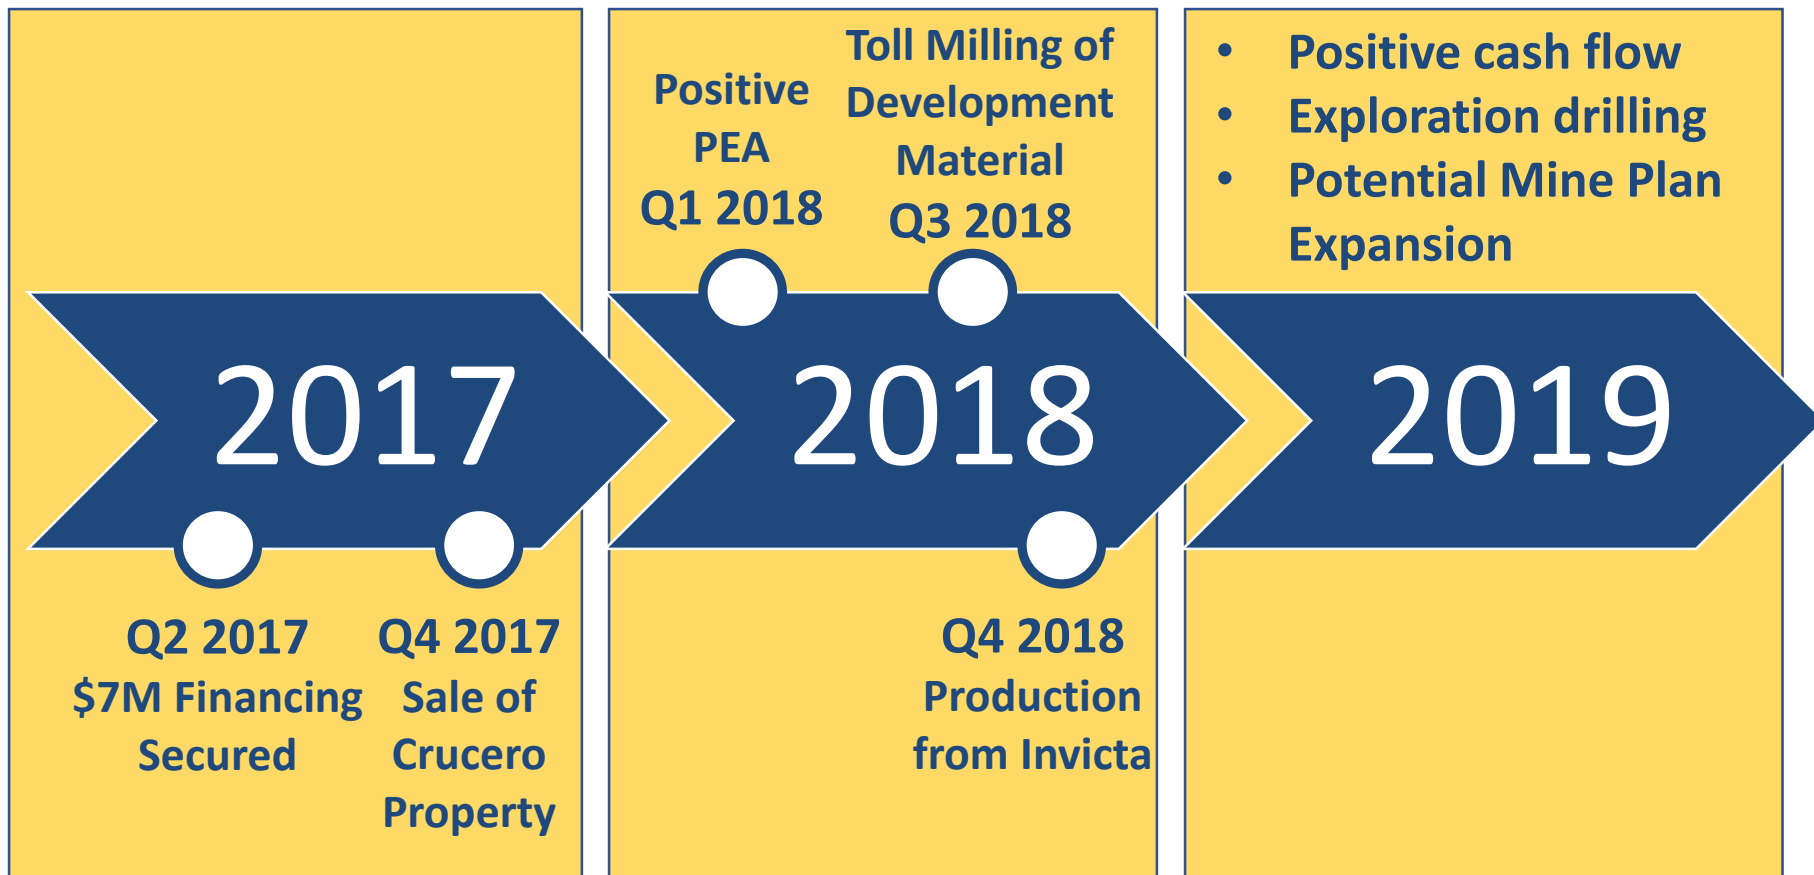 2017
Q2 2017
$7M Financing
Secured
Q4 2017
Sale of
Crucero
Property
Positive
PEA
Q1 2018
Toll Milling of
Development
Material
Q3 2018
2018
Q4 2018
Production
from Invicta
• Positive cash flow
• Exploration drilling
• Potential Mine Plan
Expansion
2019